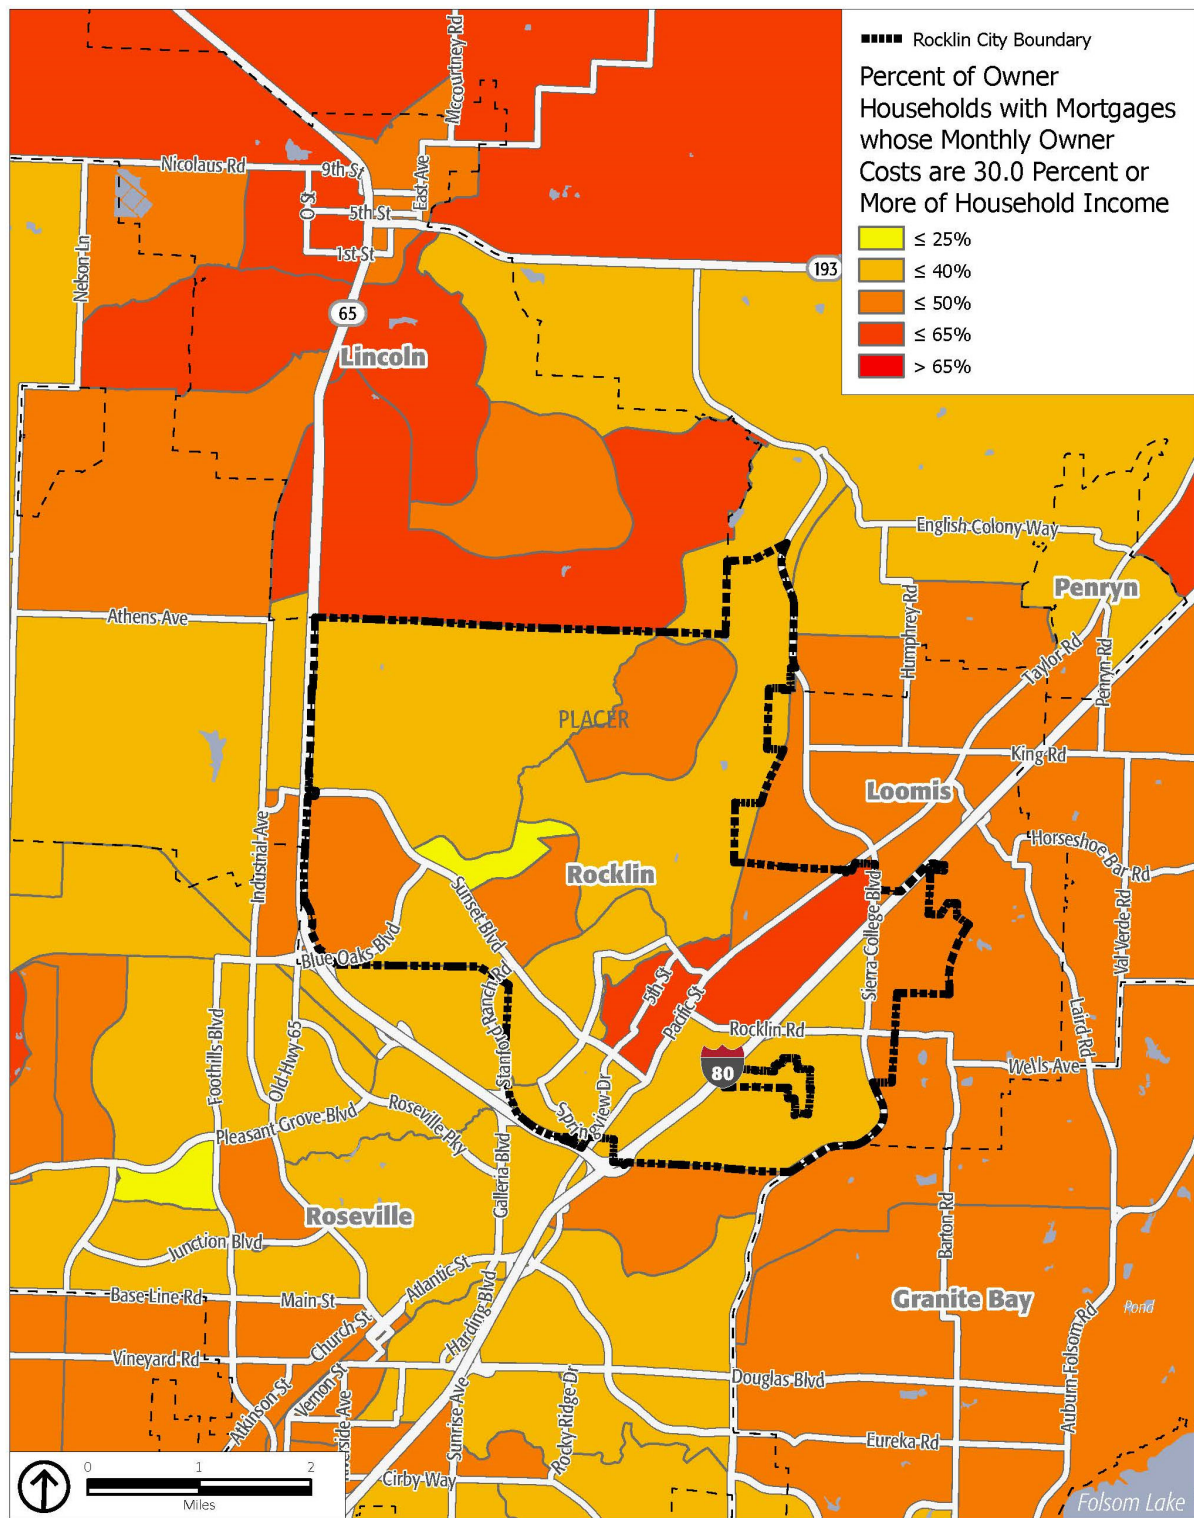 Rocklin City Boundary
Percent of Owner
Households with Mortgages
whose Monthly Owner
Costs are 30.0 Percent or
More of Household Income
≤ 25%
≤ 40%
≤ 50%
≤ 65%
> 65%
Mccourtney Rd
Nicolaus Rd
9th St
East Ave
O St
5th St
1st St
Nelson Ln
193
65
Lincoln
English Colony Way
Penryn
Athens Ave
Humphrey Rd
Taylor Rd
Penryn Rd
PLACER
King Rd
Loomis
Industrial Ave
Horseshoe Bar Rd
Rocklin
Sunset Blvd
Sierra College Blvd
Val Verde Rd
Blue Oaks Blvd
Stanford Ranch Rd
5th St
Pacific St
Rocklin Rd
Laird Rd
Foothills Blvd
Old Hwy 65
80
Wells Ave
Springview Dr
Pleasant Grove Blvd
Roseville Pky
Galleria Blvd
Roseville
Barton Rd
Junction Blvd
Atlantic St
Base Line Rd
Main St
Church St
Harding Blvd
Granite Bay
Pond
Auburn Folsom Rd
Vineyard Rd
Vernon St
Atkinson St
Douglas Blvd
Sunrise Ave
Rocky Ridge Dr
Eureka Rd
Cirby Way
Folsom Lake
0 1 2
Miles